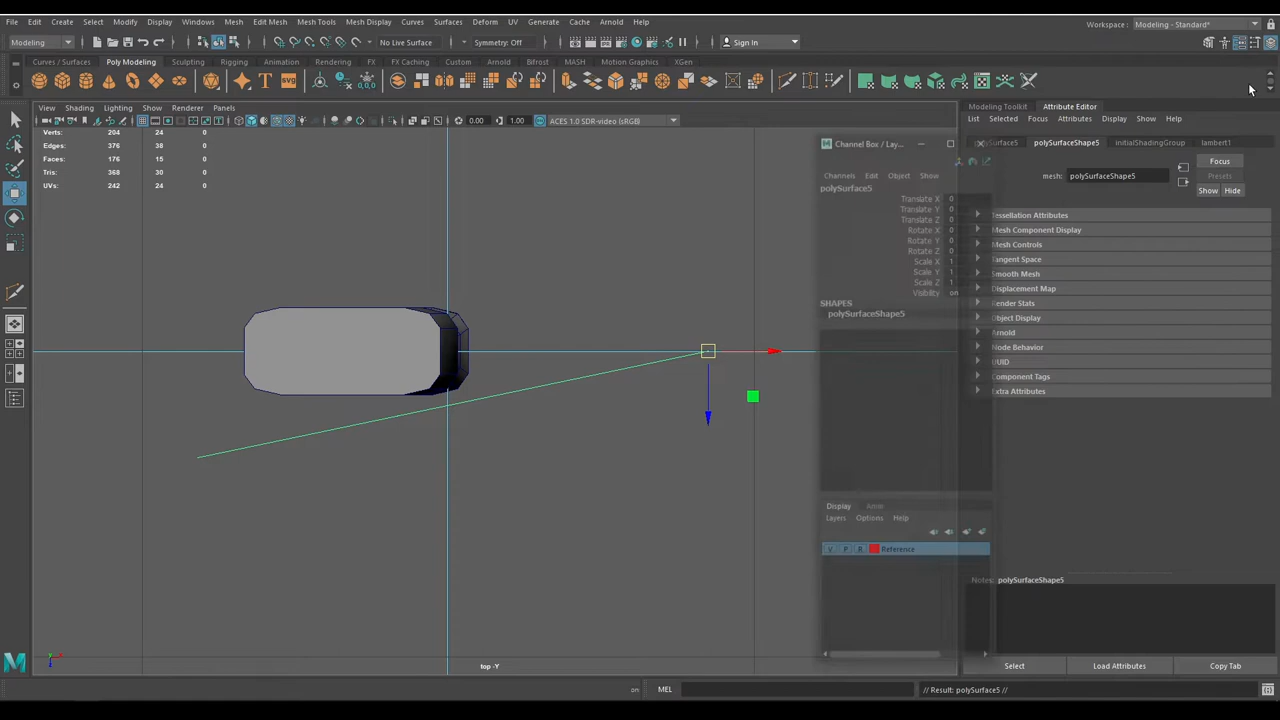 File Edit Create Select Modify Display Windows Mesh Edit Mesh Mesh Tools Mesh Display Curves Surfaces Deform UV Generate Cache Arnold Help
Workspace : Modeling - Standard*
Modeling No Live Surface Symmetry: Off Sign In
Curves / Surfaces Poly Modeling Sculpting Rigging Animation Rendering FX FX Caching Custom Arnold Bifrost MASH Motion Graphics XGen
SVG
View Shading Lighting Show Renderer Panels
0.00 1.00 ACES 1.0 SDR-video (sRGB)
Verts: 204 24 0
Edges: 376 38 0
Faces: 176 15 0
Tris: 368 30 0
UVs: 242 24 0
top -Y
Channel Box / Lay...
Channels Edit Object Show
polySurface5
Translate X 0
Translate Y 0
Translate Z 0
Rotate X 0
Rotate Y 0
Rotate Z 0
Scale X 1
Scale Y 1
Scale Z 1
Visibility on
SHAPES
polySurfaceShape5
Display Anim
Layers Options Help
V P R Reference
Modeling Toolkit Attribute Editor
List Selected Focus Attributes Display Show Help
polySurfaceShape5 initialShadingGroup lambert1
mesh: polySurfaceShape5
Focus
Presets
Show Hide
Mesh Component Display
Mesh Controls
Tangent Space
Smooth Mesh
Displacement Map
Render Stats
Object Display
Arnold
Node Behavior
UUID
Component Tags
Extra Attributes
Notes: polySurfaceShape5
Select Load Attributes Copy Tab
on MEL // Result: polySurface5 //